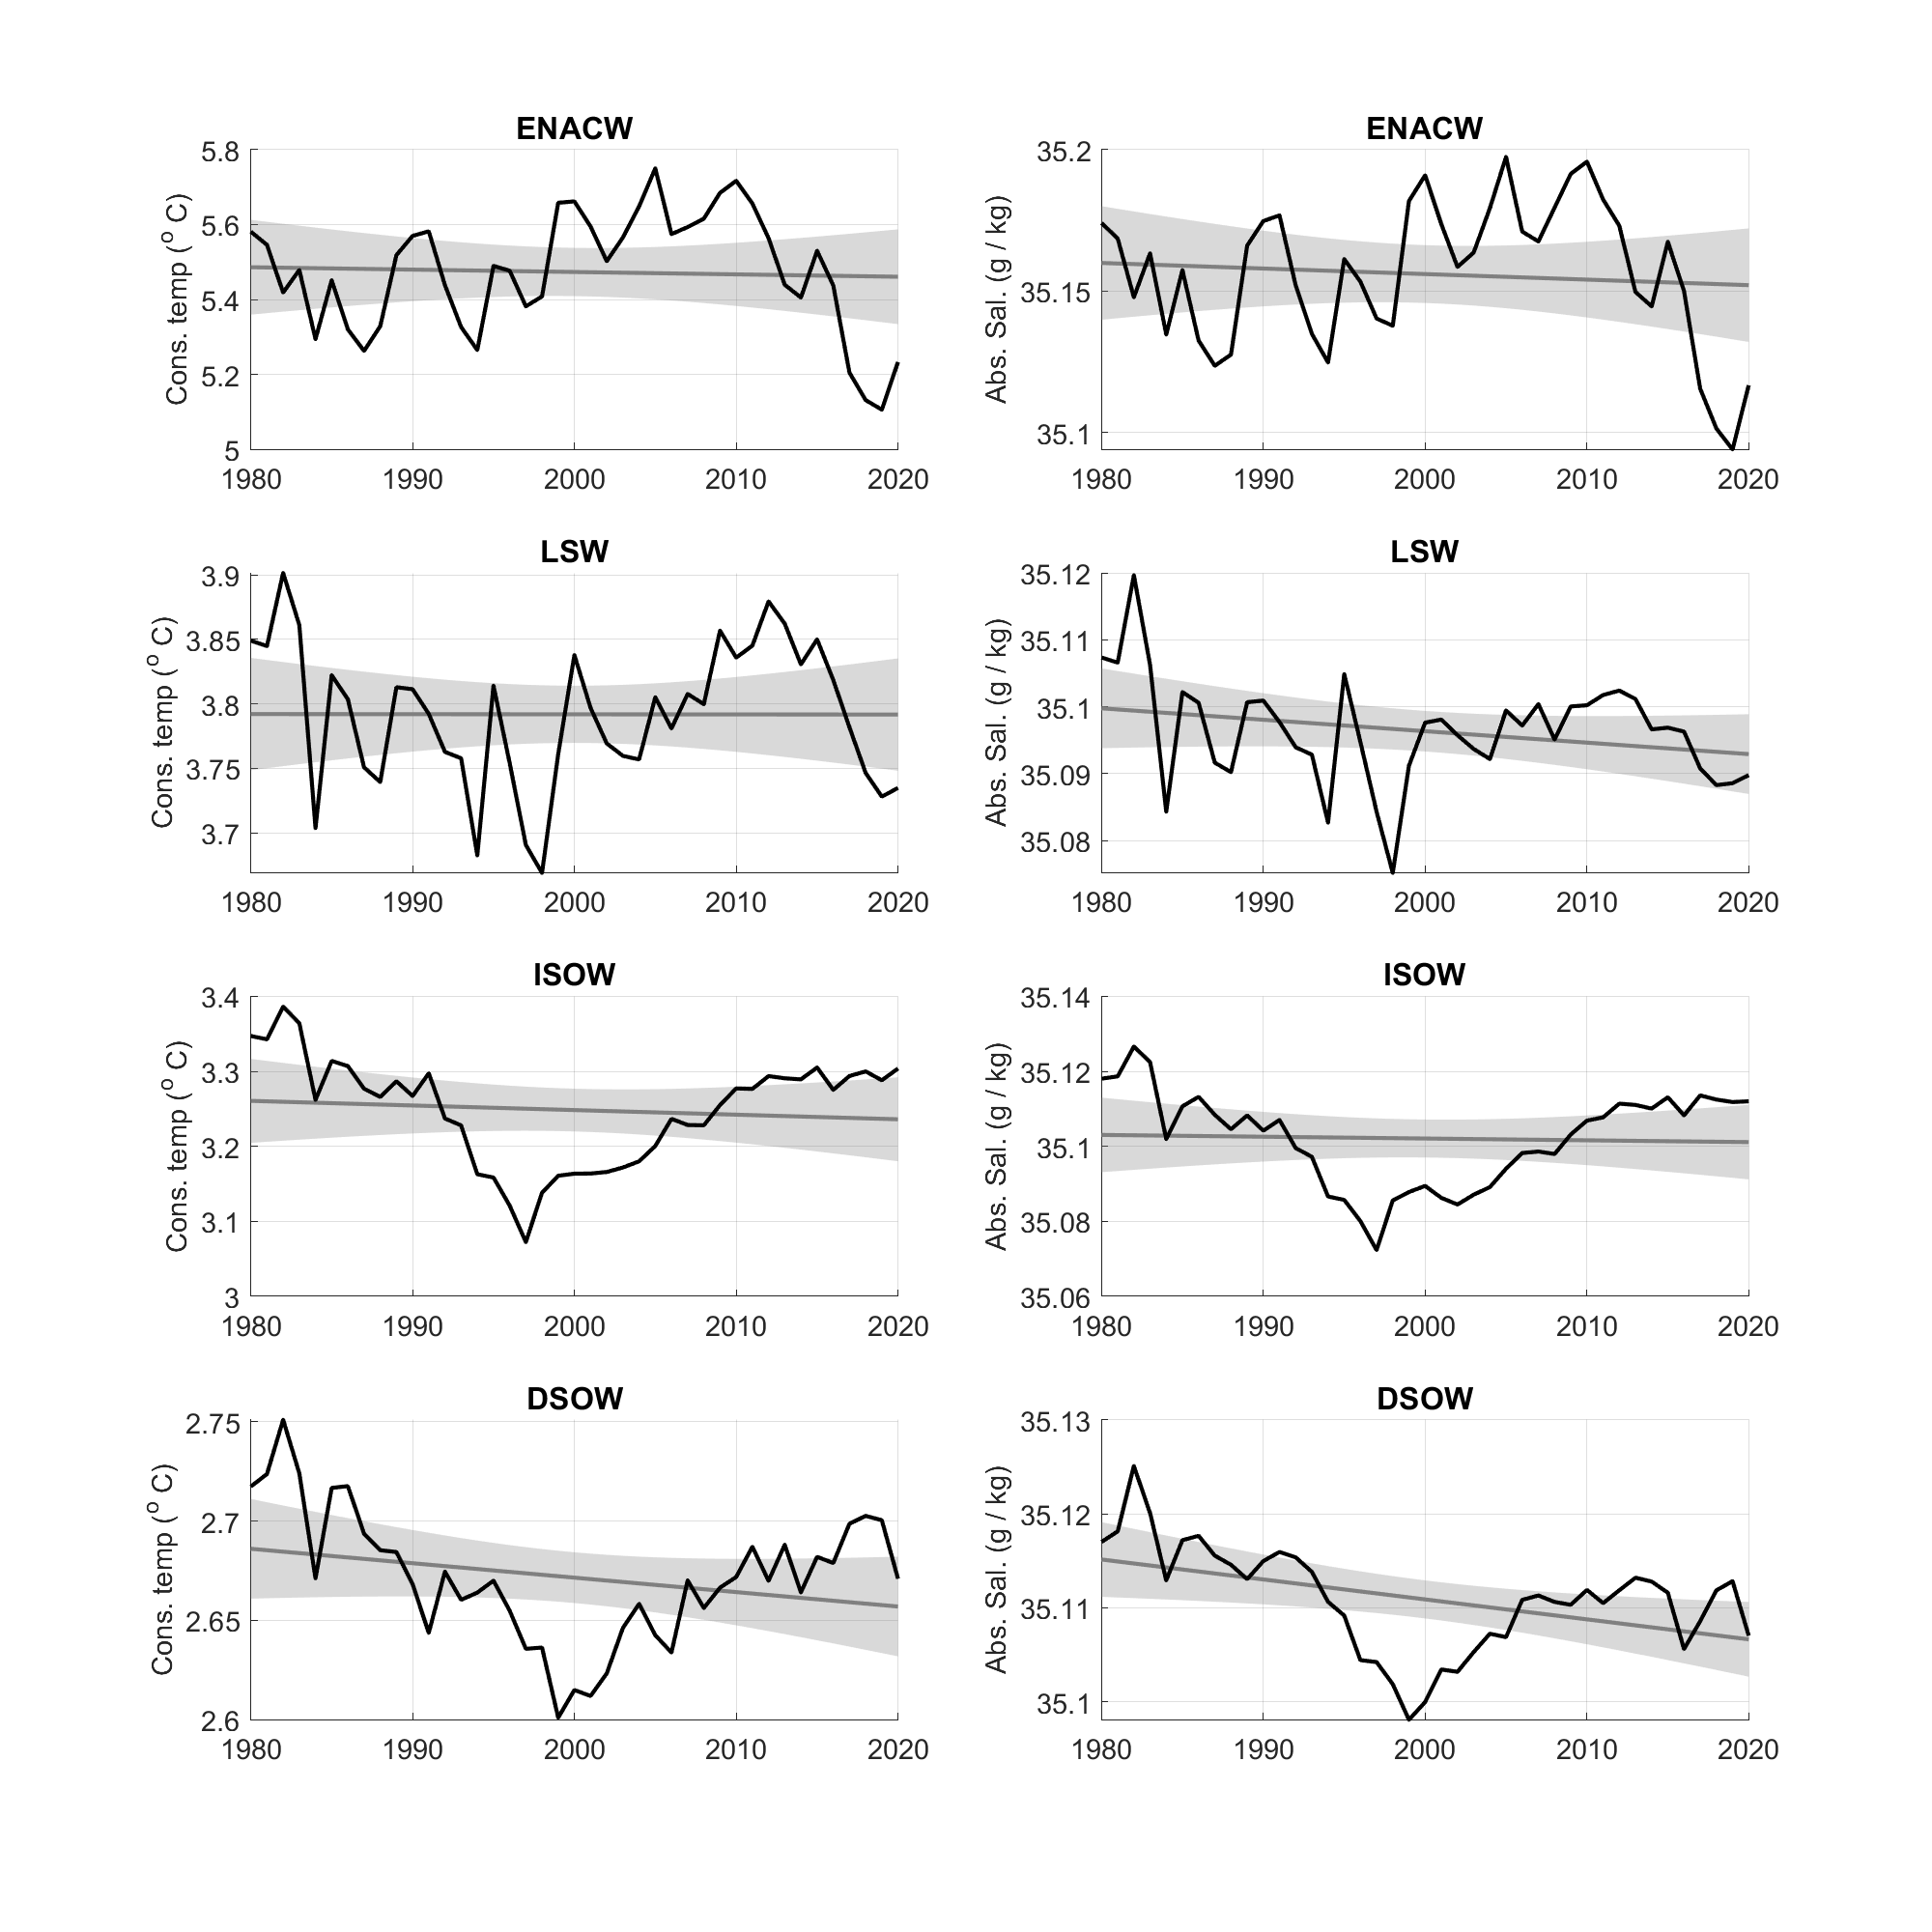 ENACW
Cons. temp (° C)
5.8
5.6
5.4
5.2
5
1980 1990 2000 2010 2020
ENACW
Abs. Sal. (g / kg)
35.2
35.15
35.1
1980 1990 2000 2010 2020
LSW
Cons. temp (° C)
3.9
3.85
3.8
3.75
3.7
1980 1990 2000 2010 2020
LSW
Abs. Sal. (g / kg)
35.12
35.11
35.1
35.09
35.08
1980 1990 2000 2010 2020
ISOW
Cons. temp (° C)
3.4
3.3
3.2
3.1
3
1980 1990 2000 2010 2020
ISOW
Abs. Sal. (g / kg)
35.14
35.12
35.1
35.08
35.06
1980 1990 2000 2010 2020
DSOW
Cons. temp (° C)
2.75
2.7
2.65
2.6
1980 1990 2000 2010 2020
DSOW
Abs. Sal. (g / kg)
35.13
35.12
35.11
35.1
1980 1990 2000 2010 2020